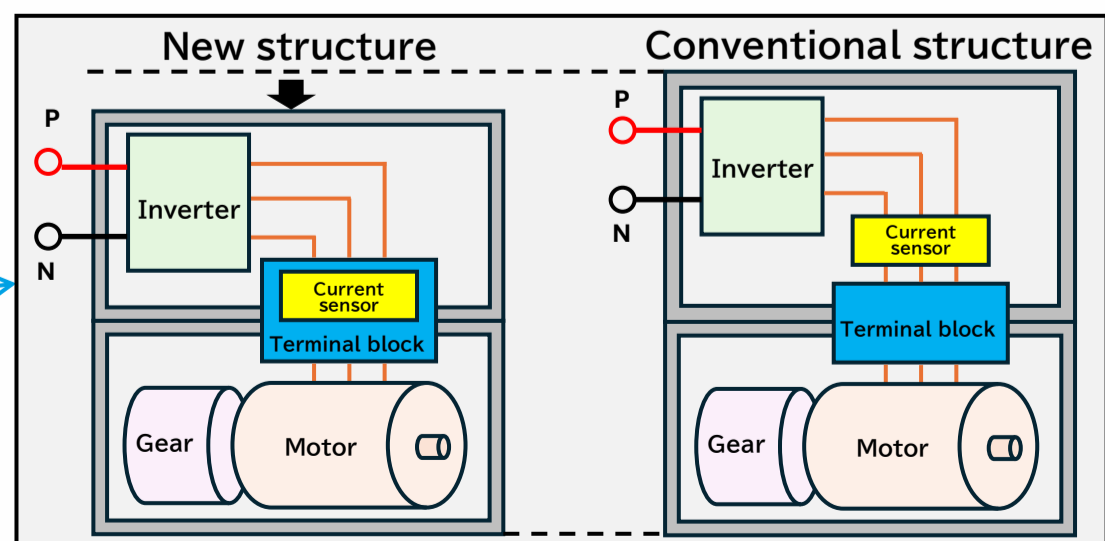 New structure
P
N
Inverter
Current
sensor
Terminal block
Gear
Motor
Conventional structure
P
N
Inverter
Current
sensor
Terminal block
Gear
Motor